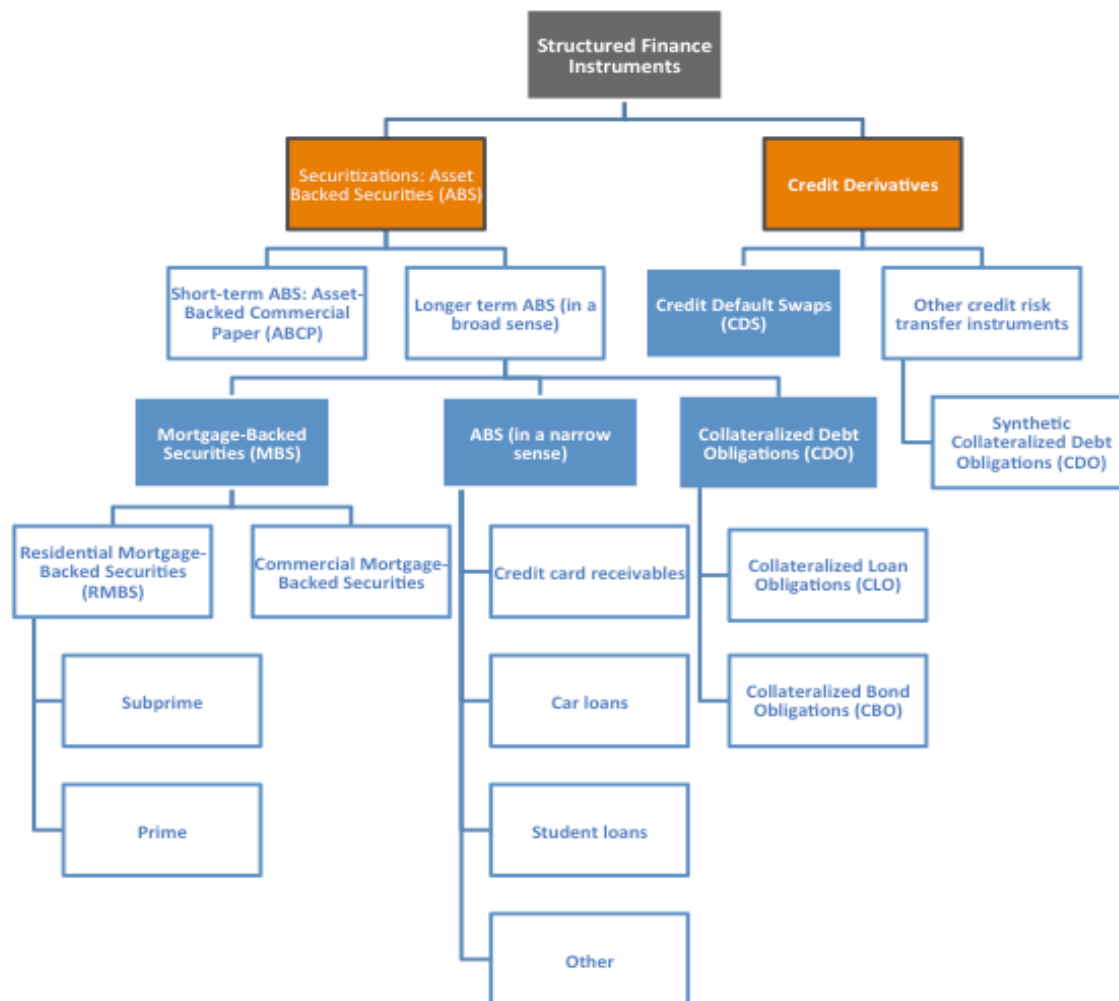 Structured Finance
Instruments
Securitizations: Asset
Backed Securities (ABS)
Credit Derivatives
Short-term ABS: Asset-
Backed Commercial
Paper (ABCP)
Longer term ABS (in a
broad sense)
Credit Default Swaps
(CDS)
Other credit risk
transfer instruments
Mortgage-Backed
Securities (MBS)
ABS (in a narrow
sense)
Collateralized Debt
Obligations (CDO)
Synthetic
Collateralized Debt
Obligations (CDO)
Residential Mortgage-
Backed Securities
(RMBS)
Commercial Mortgage-
Backed Securities
Credit card receivables
Collateralized Loan
Obligations (CLO)
Subprime
Car loans
Collateralized Bond
Obligations (CBO)
Prime
Student loans
Other